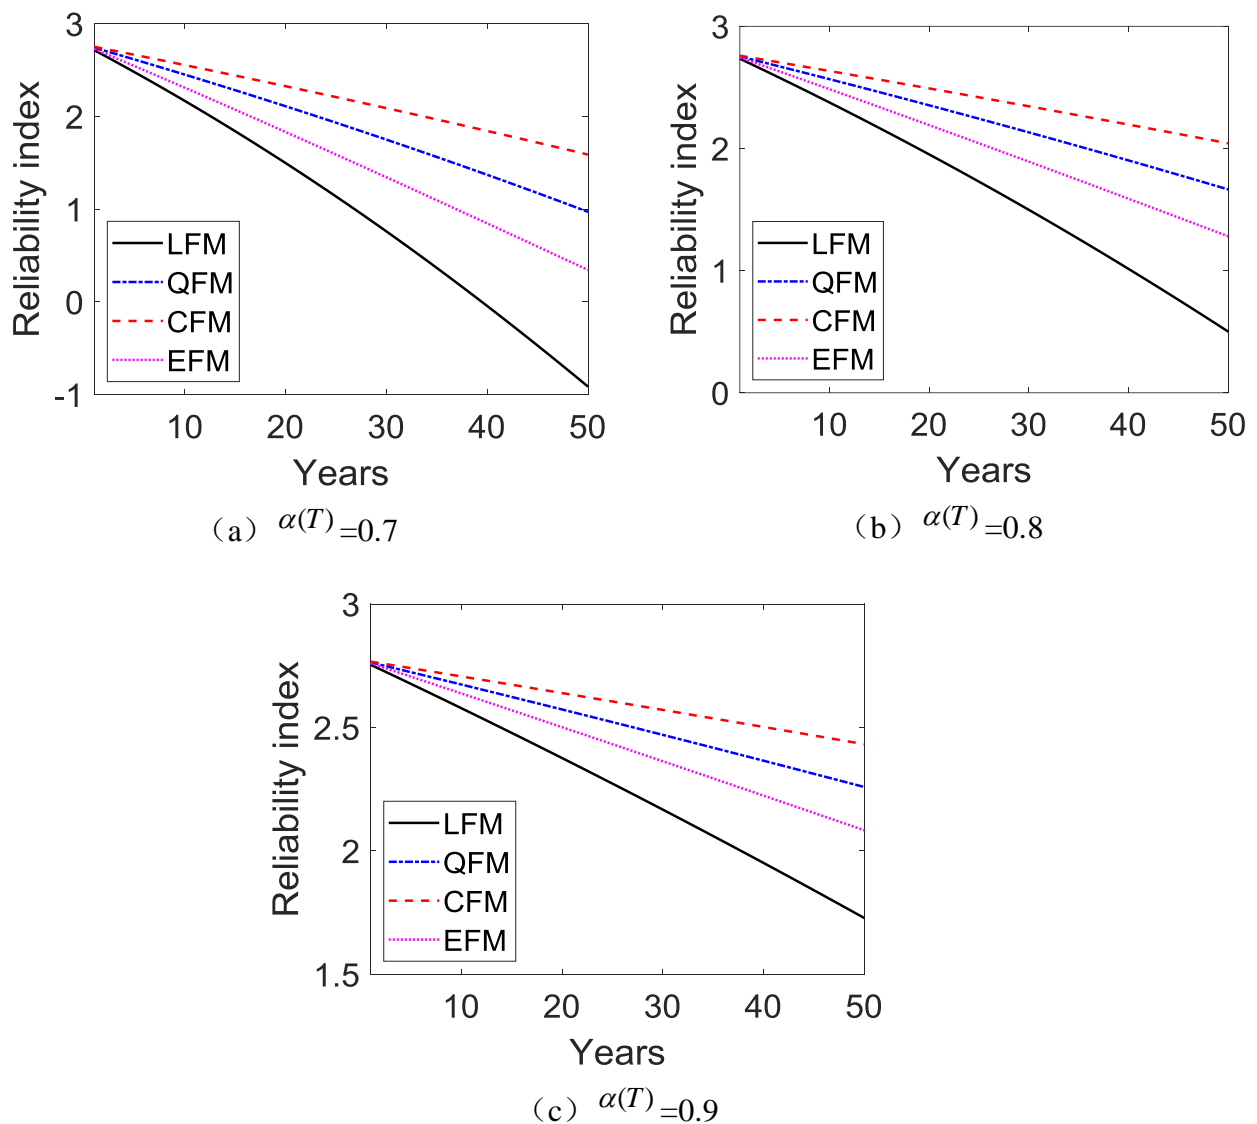 3
2
1
0
-1
Reliability index
LFM
QFM
CFM
EFM
10 20 30 40 50
Years
（a） α(T) =0.7
3
2
1
0
Reliability index
LFM
QFM
CFM
EFM
10 20 30 40 50
Years
（b） α(T) =0.8
3
2.5
2
1.5
Reliability index
LFM
QFM
CFM
EFM
10 20 30 40 50
Years
（c） α(T) =0.9